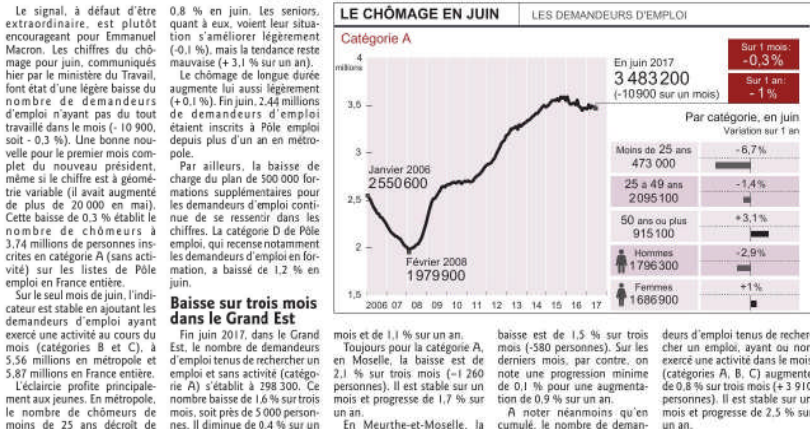 Le signal, à défaut d'être
extraordinaire, est plutôt
encourageant pour Emmanuel
Macron. Les chiffres du chô-
mage pour juin, communiqués
hier par le ministère du Travail,
font état d'une légère baisse du
nombre de demandeurs
d'emploi n'ayant pas du tout
travaillé dans le mois (- 10 900,
soit - 0,3 %). Une bonne nou-
velle pour le premier mois com-
plet du nouveau président,
même si le chiffre est à géomé-
trie variable (il avait augmenté
de plus de 20 000 en mai).
Cette baisse de 0,3 % établit le
nombre de chômeurs à
3,74 millions de personnes ins-
crites en catégorie A (sans acti-
vité) sur les listes de Pôle
emploi en France entière.
Sur le seul mois de juin, l'indi-
cateur est stable en ajoutant les
demandeurs d'emploi ayant
exercé une activité au cours du
mois (catégories B et C), à
5,56 millions en métropole et
5,87 millions en France entière.
L'éclaircie profite principale-
ment aux jeunes. En métropole,
le nombre de chômeurs de
moins de 25 ans décroît de
0,8 % en juin. Les seniors,
quant à eux, voient leur situa-
tion s'améliorer légèrement
(-0,1 %), mais la tendance reste
mauvaise (+ 3,1 % sur un an).
Le chômage de longue durée
augmente lui aussi légèrement
(+ 0,1 %). Fin juin, 2,44 millions
de demandeurs d'emploi
étaient inscrits à Pôle emploi
depuis plus d'un an en métro-
pole.
Par ailleurs, la baisse de
charge du plan de 500 000 for-
mations supplémentaires pour
les demandeurs d'emploi conti-
nue de se ressentir dans les
chiffres. La catégorie D de Pôle
emploi, qui recense notamment
les demandeurs d'emploi en for-
mation, a baissé de 1,2 % en
juin.
Baisse sur trois mois
dans le Grand Est
Fin juin 2017, dans le Grand
Est, le nombre de demandeurs
d'emploi tenus de rechercher un
emploi et sans activité (catégo-
rie A) s'établit à 298 300. Ce
nombre baisse de 1,6 % sur trois
mois, soit près de 5 000 person-
nes. Il diminue de 0,4 % sur un
LE CHÔMAGE EN JUIN
LES DEMANDEURS D'EMPLOI
Catégorie A
4
millions
3,5
3
2,5
2
1,5
Janvier 2006
2 550 600
Février 2008
1 979 900
2006 07 08 09 10 11 12 13 14 15 16 17
En juin 2017
3 483 200
(-10900 sur un mois)
Sur 1 mois:
-0,3%
Sur 1 an:
- 1%
Par catégorie, en juin
Variation sur 1 an
Moins de 25 ans
473 000
-6,7%
25 à 49 ans
2 095 100
-1,4%
50 ans ou plus
915 100
+3,1%
Hommes
1 796 300
-2,9%
Femmes
1 686 900
+1%
mois et de 1,1 % sur un an.
Toujours pour la catégorie A,
en Moselle, la baisse est de
2,1 % sur trois mois (–1 260
personnes). Il est stable sur un
mois et progresse de 1,7 % sur
un an.
En Meurthe-et-Moselle, la
baisse est de 1,5 % sur trois
mois (-580 personnes). Sur les
derniers mois, par contre, on
note une progression minime
de 0,1 % pour une augmenta-
tion de 0,9 % sur un an.
A noter néanmoins qu'en
cumulé, le nombre de deman-
deurs d'emploi tenus de recher-
cher un emploi, ayant ou non
exercé une activité dans le mois
(catégories A, B, C) augmente
de 0,8 % sur trois mois (+ 3 910
personnes). Il est stable sur un
mois et progresse de 2,5 % sur
un an.